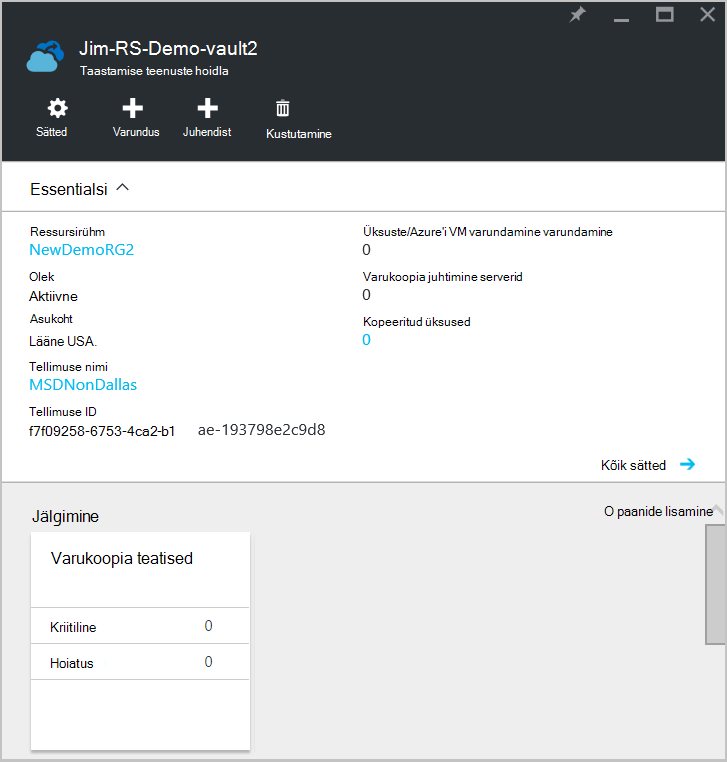 Jim-RS-Demo-vault2
Taastamise teenuste hoidla
Sätted
Varundus
Juhendist
Kustutamine
Essentialsi
Ressursirühm
NewDemoRG2
Olek
Aktiivne
Asukoht
Lääne USA.
Tellimuse nimi
MSDNonDallas
Tellimuse ID
f7f09258-6753-4ca2-b1 ae-193798e2c9d8
Üksuste/Azure'i VM varundamine varundamine
0
Varukoopia juhtimine serverid
0
Kopeeritud üksused
0
Kõik sätted
Jälgimine
O paanide lisamine
Varukoopia teatised
Kriitiline 0
Hoiatus 0